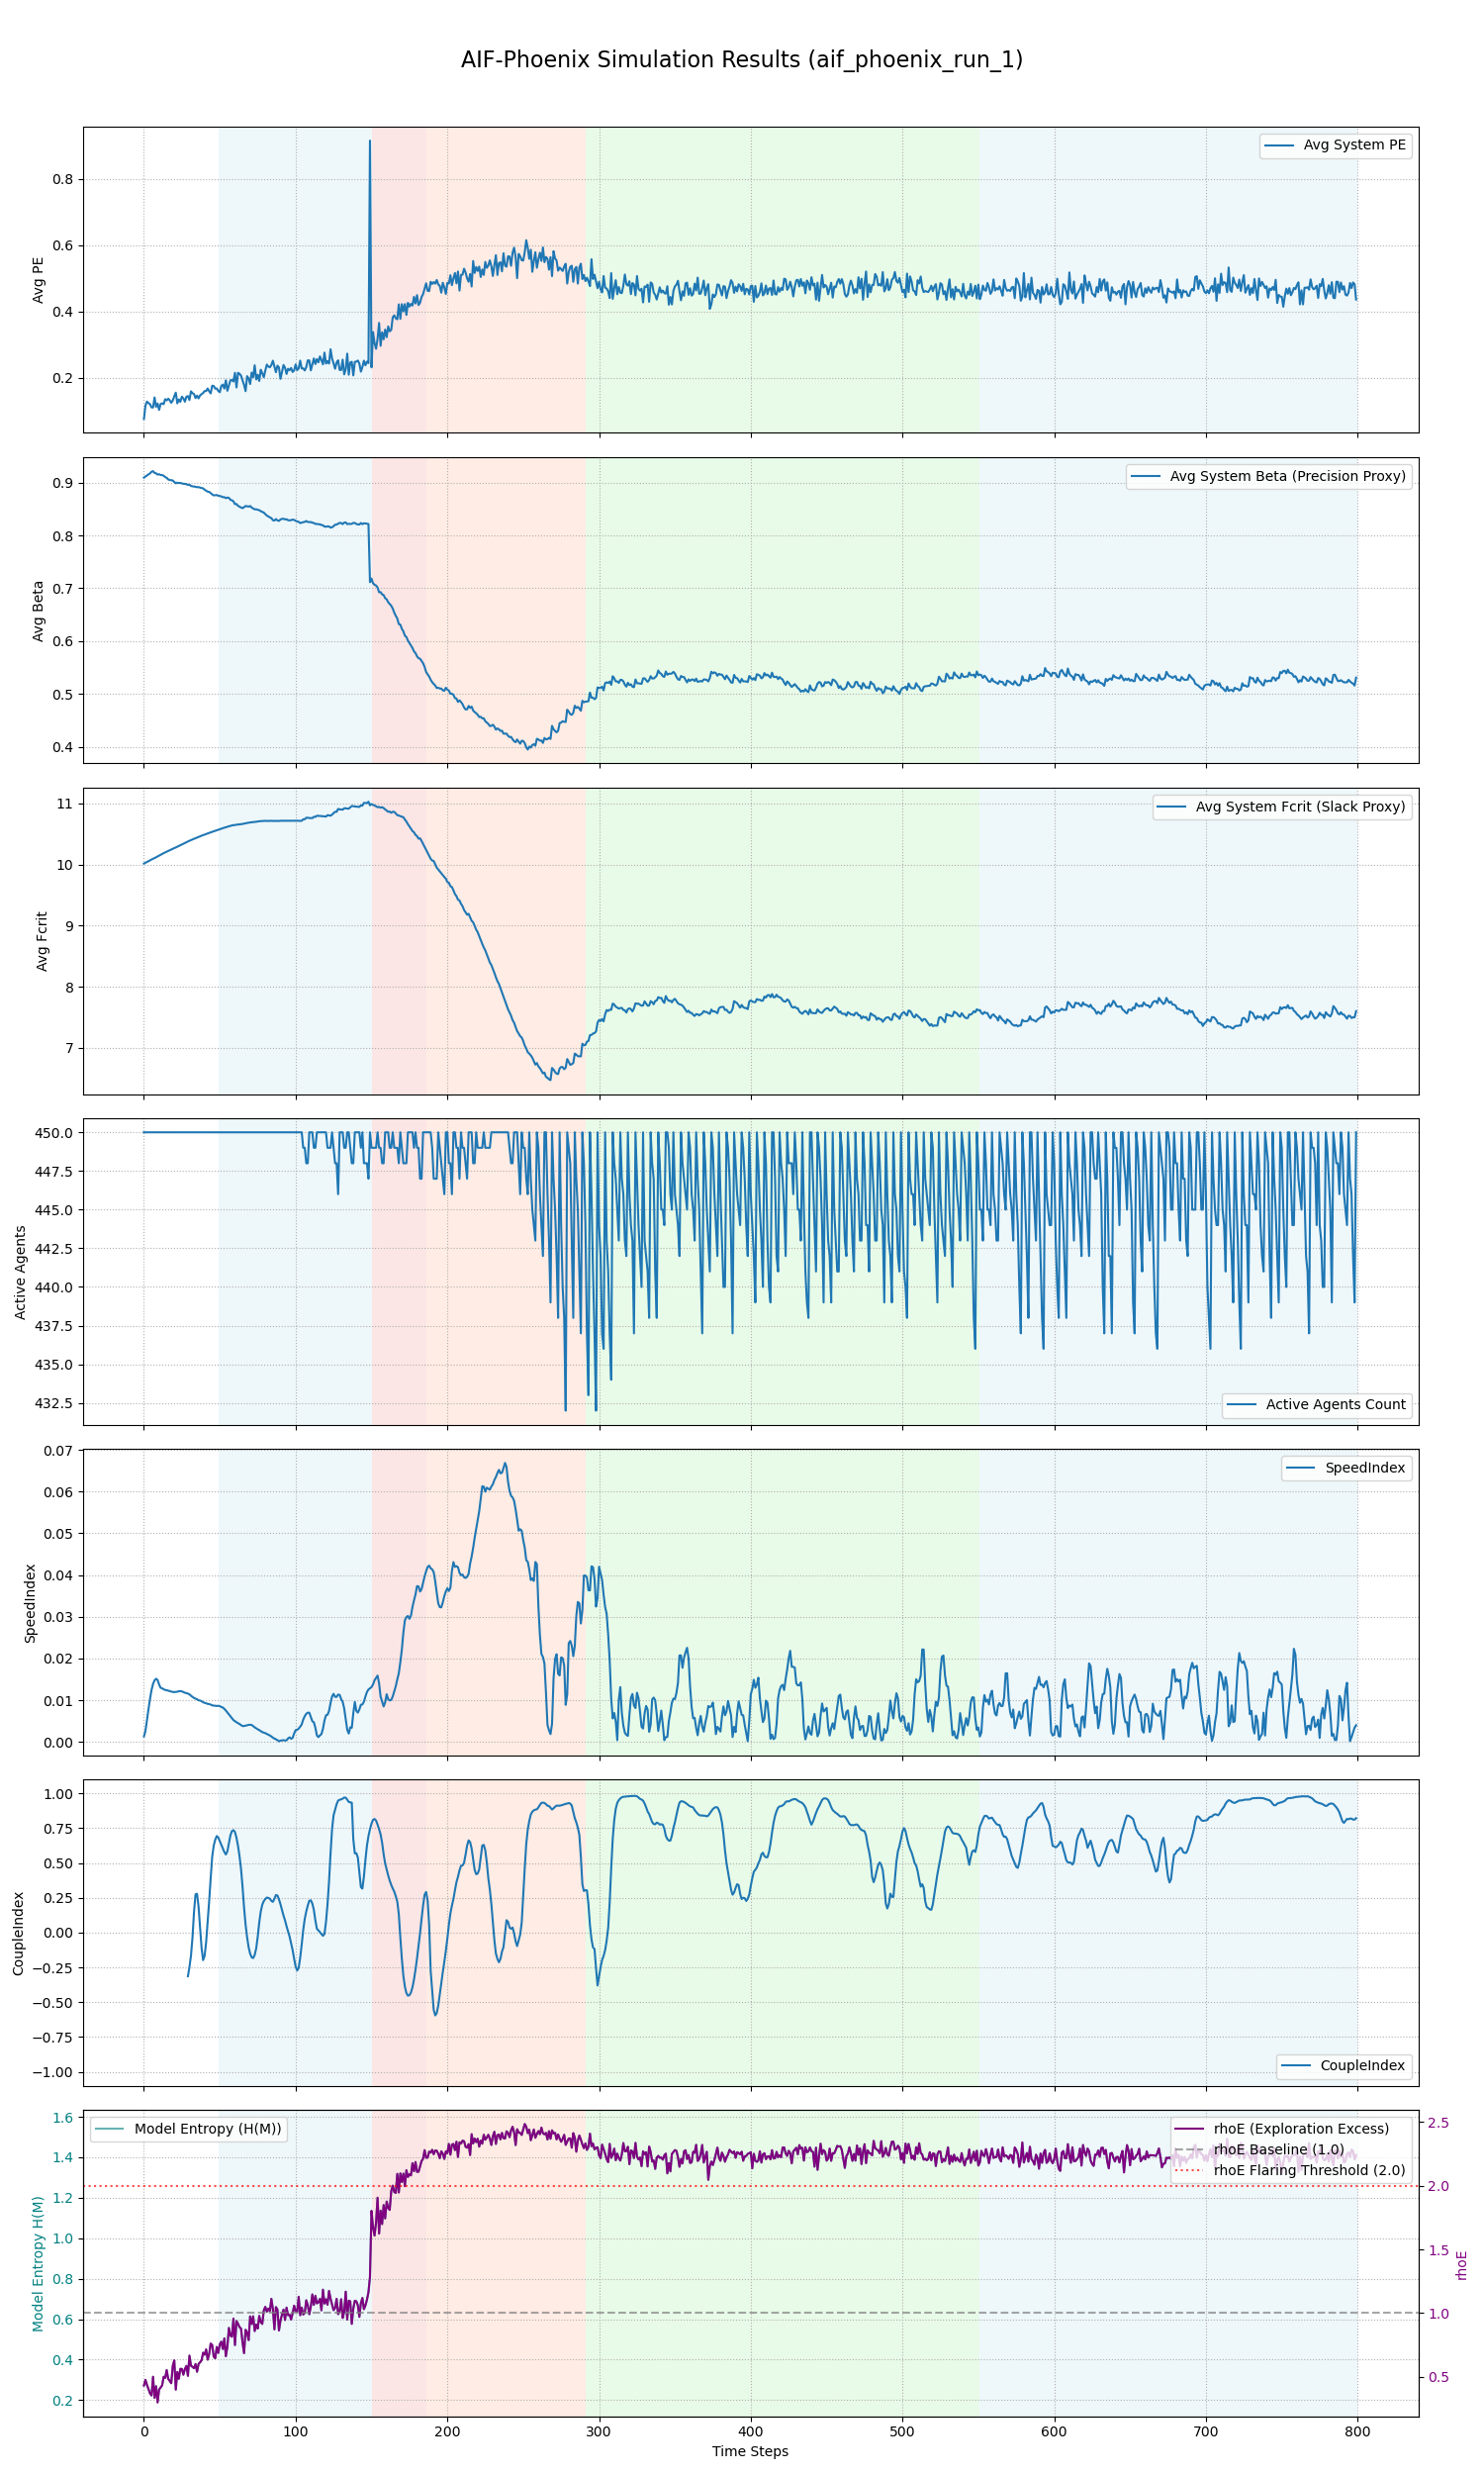 AIF-Phoenix Simulation Results (aif_phoenix_run_1)
Avg System PE
Avg PE
0.8
0.6
0.4
0.2
Avg System Beta (Precision Proxy)
Avg Beta
0.9
0.8
0.7
0.6
0.5
0.4
Avg System Fcrit (Slack Proxy)
Avg Fcrit
11
10
9
8
7
Active Agents
450.0
447.5
445.0
442.5
440.0
437.5
435.0
432.5
Active Agents Count
SpeedIndex
SpeedIndex
0.07
0.06
0.05
0.04
0.03
0.02
0.01
0.00
CoupleIndex
1.00
0.75
0.50
0.25
0.00
−0.25
−0.50
−0.75
−1.00
CoupleIndex
Model Entropy (H(M))
rhoE (Exploration Excess)
rhoE Baseline (1.0)
rhoE Flaring Threshold (2.0)
Model Entropy H(M)
1.6
1.4
1.2
1.0
0.8
0.6
0.4
0.2
2.5
2.0
1.5
1.0
0.5
rhoE
0 100 200 300 400 500 600 700 800
Time Steps